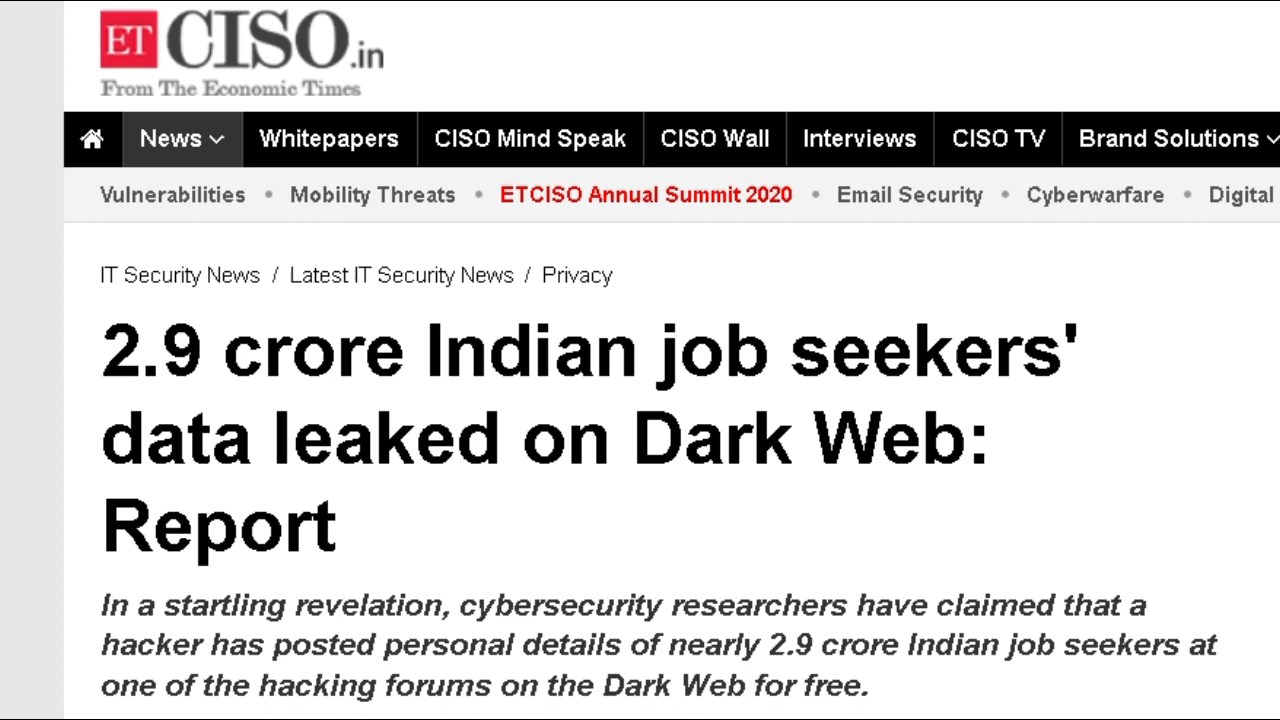 ET CISO.in
From The Economic Times
News Whitepapers CISO Mind Speak CISO Wall Interviews CISO TV Brand Solutions
Vulnerabilities • Mobility Threats • ETCISO Annual Summit 2020 • Email Security • Cyberwarfare • Digital
IT Security News / Latest IT Security News / Privacy
2.9 crore Indian job seekers'
data leaked on Dark Web:
Report
In a startling revelation, cybersecurity researchers have claimed that a
hacker has posted personal details of nearly 2.9 crore Indian job seekers at
one of the hacking forums on the Dark Web for free.